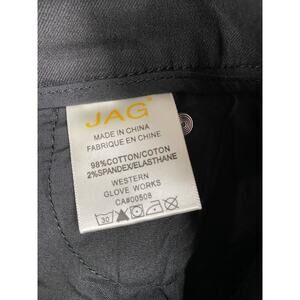 JAG
MADE IN CHINA
FABRIQUE EN CHINE
98%COTTON/COTON
2%SPANDEX/ELASTHANE
WESTERN
GLOVE WORKS
CA#00508
30